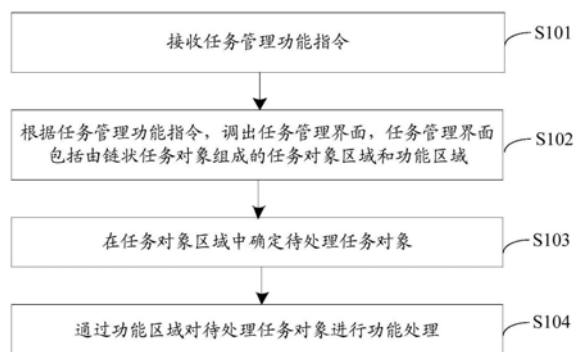 接收任务管理功能指令
S101
根据任务管理功能指令，调出任务管理界面，任务管理界面
包括由链状任务对象组成的任务对象区域和功能区域
S102
在任务对象区域中确定待处理任务对象
S103
通过功能区域对待处理任务对象进行功能处理
S104